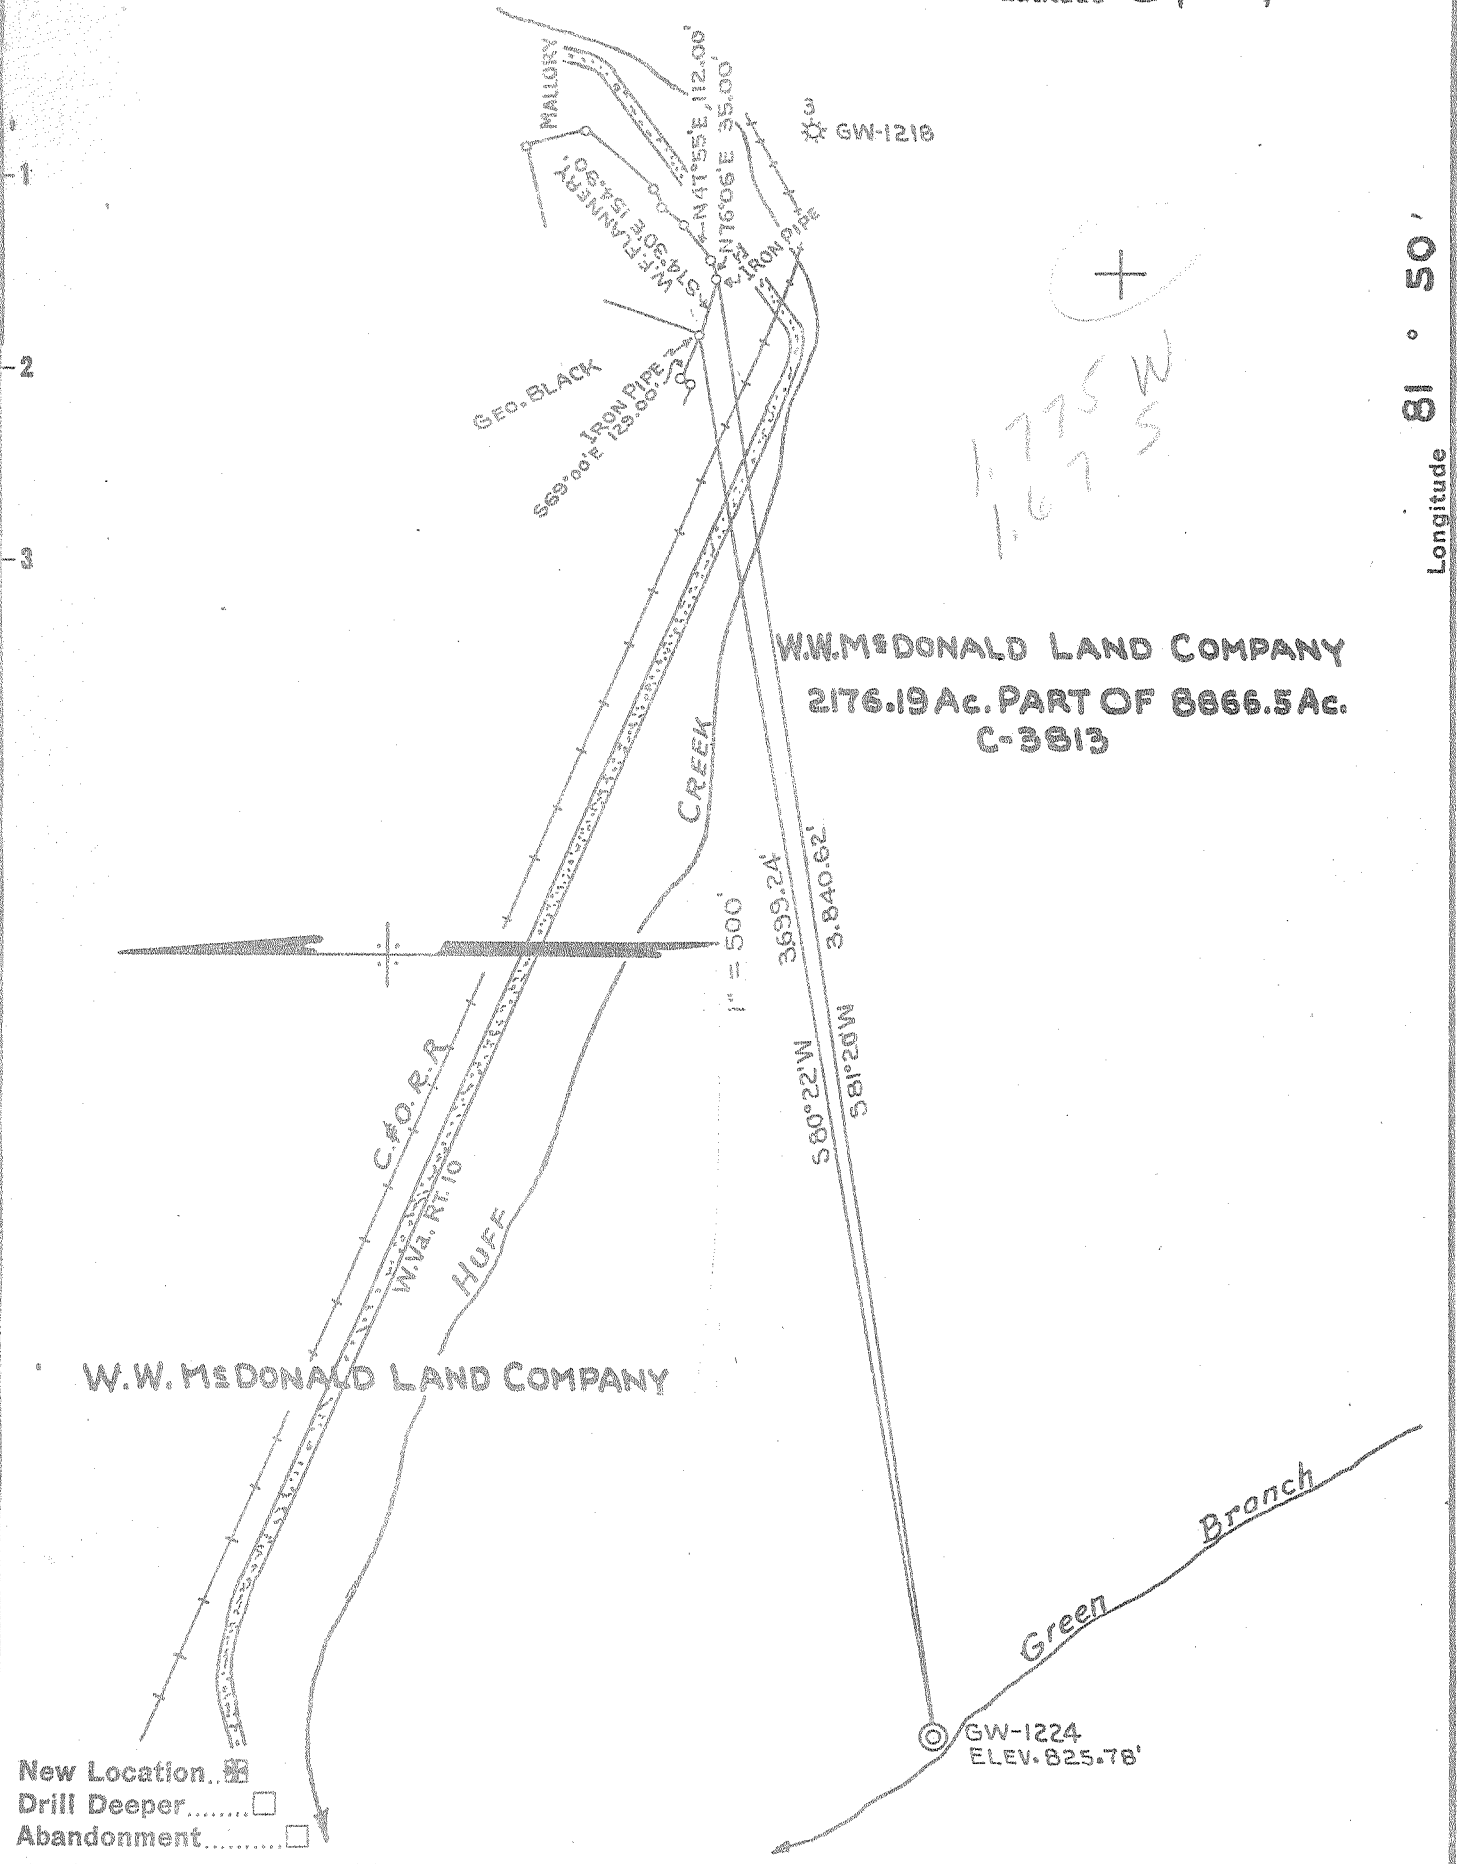 MALLORY
N47°55'E, 112.00'
N76°06'E 35.00'
3
GW-1218
1
W.F. FLANNERY
S74°30'E 154.90'
IRON PIPE
81° 50'
Longitude
2
GEO. BLACK
IRON PIPE
S69°00'E 129.00'
1.775 W
1.67 S
3
W.W. McDONALD LAND COMPANY
2176.19 Ac. PART OF 8866.5 Ac.
C-3813
CREEK
3699.24'
3,840.62'
1" = 500'
S80°22'W
S81°20'W
C.&O. R. R.
W.Va. RT. 10
HUFF
W.W. McDONALD LAND COMPANY
Green Branch
GW-1224
ELEV. 825.78'
New Location..
Drill Deeper........
Abandonment..........